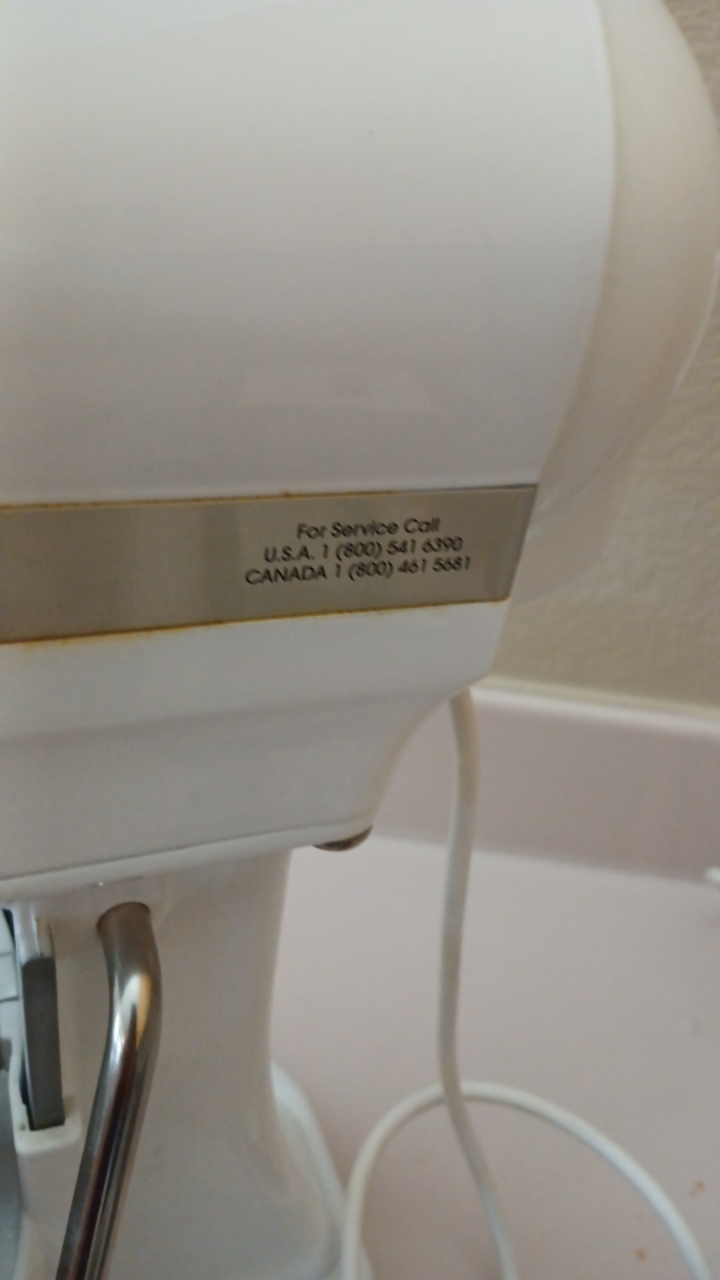 For Service Call
U.S.A. 1 (800) 541 6390
CANADA 1 (800) 461 5681